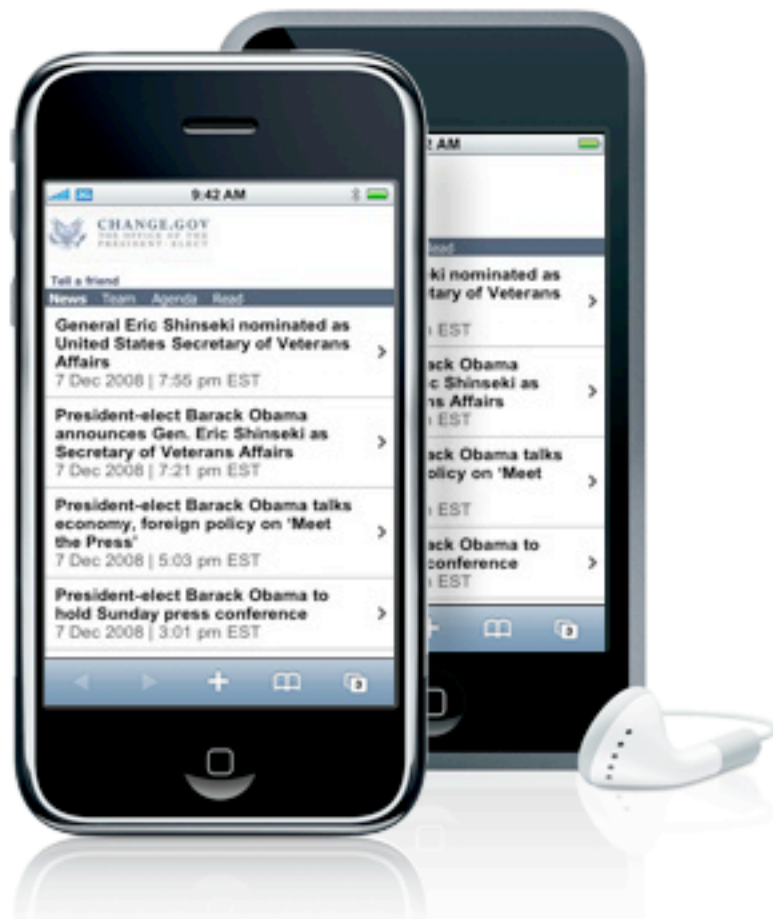 9:42 AM
CHANGE.GOV
THE OFFICE OF THE
PRESIDENT-ELECT
Tell a friend
News Team Agenda Read
General Eric Shinseki nominated as
United States Secretary of Veterans
Affairs
7 Dec 2008 | 7:55 pm EST
President-elect Barack Obama
announces Gen. Eric Shinseki as
Secretary of Veterans Affairs
7 Dec 2008 | 7:21 pm EST
President-elect Barack Obama talks
economy, foreign policy on ‘Meet
the Press’
7 Dec 2008 | 5:03 pm EST
President-elect Barack Obama to
hold Sunday press conference
7 Dec 2008 | 3:01 pm EST
3
2 AM
Read
ki nominated as
tary of Veterans
EST
ack Obama
c Shinseki as
ns Affairs
EST
ack Obama talks
olicy on ‘Meet
EST
ack Obama to
conference
EST
3